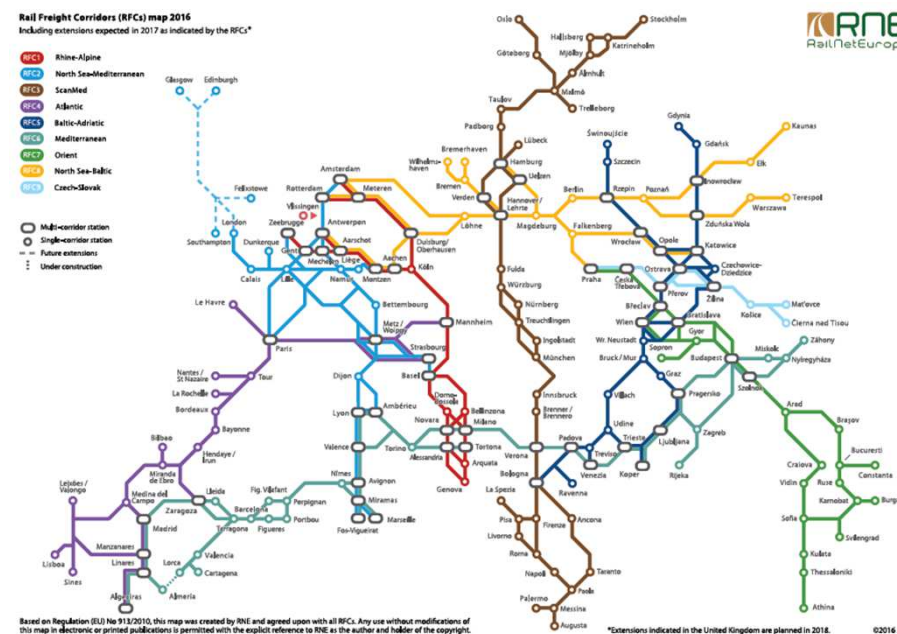 Rail Freight Corridors (RFCs) map 2016
Including extensions expected in 2017 as indicated by the RFCs*
RNE
RailNetEurop
RFC1 Rhine-Alpine
RFC2 North Sea-Mediterranean
RFC3 ScanMed
RFC4 Atlantic
RFC5 Baltic-Adriatic
RFC6 Mediterranean
RFC7 Orient
RFC8 North Sea-Baltic
RFC9 Czech-Slovak
Multi-corridor station
Single-corridor station
Future extensions
Under construction
Oslo
Stockholm
Hallsberg
Katrineholm
Göteborg
Mjölby
Älmhult
Malmö
Taulov
Trelleborg
Padborg
Glasgow
Edinburgh
Lübeck
Bremerhaven
Wilhelms-
haven
Hamburg
Uelzen
Bremen
Verden
Hannover/
Lehrte
Magdeburg
Świnoujście
Szczecin
Gdynia
Gdańsk
Kaunas
Ełk
Inowrocław
Berlin
Rzepin
Poznań
Terespol
Warszawa
Zduńska Wola
Falkenberg
Wrocław
Opole
Katowice
Amsterdam
Rotterdam
Meteren
Vlissingen
Zeebrugge
Antwerpen
Felixstowe
London
Southampton
Dunkerque
Calais
Gent
Mechelen
Aarschot
Liège
Aachen
Lille
Namur
Montzen
Duisburg/
Oberhausen
Löhne
Köln
Fulda
Würzburg
Nürnberg
Treuchtlingen
Ingolstadt
München
Innsbruck
Brenner/
Brennero
Praha
Česká
Třebová
Ostrava
Czechowice-
Dziedzice
Přerov
Žilina
Košice
Maťovce
Čierna nad Tisou
Břeclav
Bratislava
Wien
Wr. Neustadt
Sopron
Gyor
Budapest
Miskolc
Záhony
Nyíregyháza
Szolnok
Bruck/Mur
Graz
Villach
Pragersko
Udine
Trieste
Ljubljana
Zagreb
Treviso
Koper
Rijeka
Padova
Venezia
Ravenna
Verona
Bologna
Le Havre
Bettembourg
Metz/
Woippy
Mannheim
Strasbourg
Paris
Basel
Dijon
Nantes/
St Nazaire
Tour
La Rochelle
Bordeaux
Bayonne
Hendaye/
Irun
Lyon
Ambérieu
Domo-
dossola
Bellinzona
Novara
Milano
Valence
Torino
Alessandria
Tortona
Arquata
Genova
Nîmes
Avignon
Miramas
Fos-Vigueirat
Marseille
Bilbao
Miranda
de Ebro
Medina del
Campo
Leixões/
Valongo
Zaragoza
Lleida
Fig. Vilafant
Perpignan
Barcelona
Tarragona
Figueres
Portbou
Madrid
Manzanares
Linares
Lorca
Valencia
Cartagena
Almeria
Algeciras
Lisboa
Sines
La Spezia
Pisa
Firenze
Ancona
Livorno
Roma
Napoli
Taranto
Paola
Palermo
Messina
Augusta
Arad
Brașov
București
Craiova
Constanta
Vidin
Ruse
Karnobat
Burg
Sofia
Svilengrad
Kulata
Thessaloniki
Athina
Based on Regulation (EU) No 913/2010, this map was created by RNE and agreed upon with all RFCs. Any use without modifications of
this map in electronic or printed publications is permitted with the explicit reference to RNE as the author and holder of the copyright.
*Extensions indicated in the United Kingdom are planned in 2018.
©2016